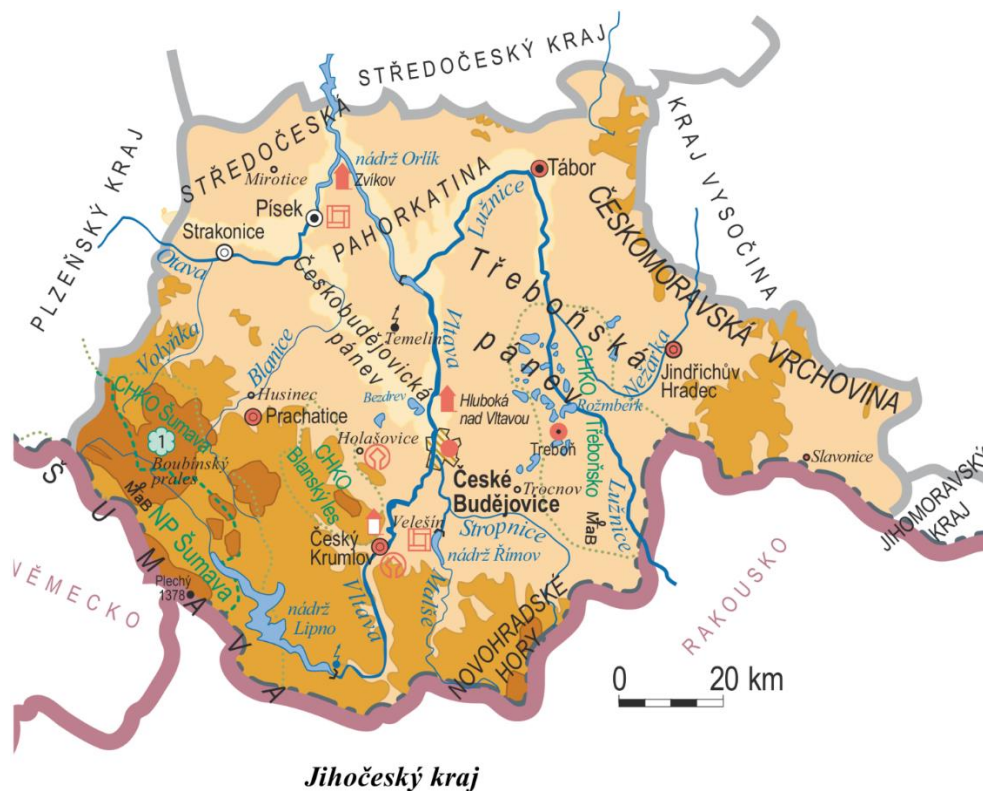 STŘEDOČESKÝ KRAJ
PLZEŇSKÝ KRAJ
KRAJ VYSOČINA
STŘEDOČESKÁ
PAHORKATINA
nádrž Orlík
Zvíkov
Mirotice
Tábor
Lužnice
Písek
Strakonice
Otava
ČESKOMORAVSKÁ VRCHOVINA
Třeboňská
pánev
Českobudějovická
pánev
Temelín
Vltava
Volyňka
Blanice
CHKO
Třeboňsko
Nežárka
Jindřichův
Hradec
Husinec
Prachatice
Bezdrev
Hluboká
nad Vltavou
Rožmberk
CHKO Šumava
1
Boubínský
prales
Holašovice
Třeboň
Slavonice
CHKO
Blanský les
České
Budějovice
Trocnov
MaB
NP Šumava
Velešín
Stropnice
MaB
Lužnice
JIHOMORAVSKÝ
KRAJ
Český
Krumlov
nádrž Římov
ŠUMAVA
NĚMECKO
Plechý
1378
nádrž
Lipno
Vltava
Malše
NOVOHRADSKÉ
HORY
RAKOUSKO
0 20 km
Jihočeský kraj